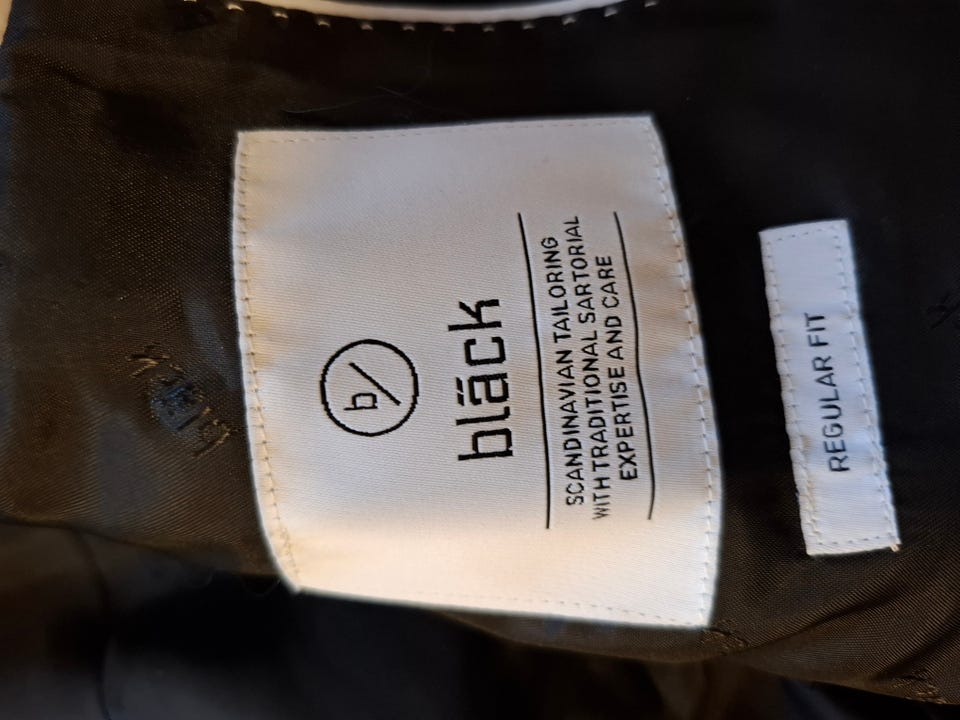 b/
bläck
SCANDINAVIAN TAILORING
WITH TRADITIONAL SARTORIAL
EXPERTISE AND CARE
REGULAR FIT